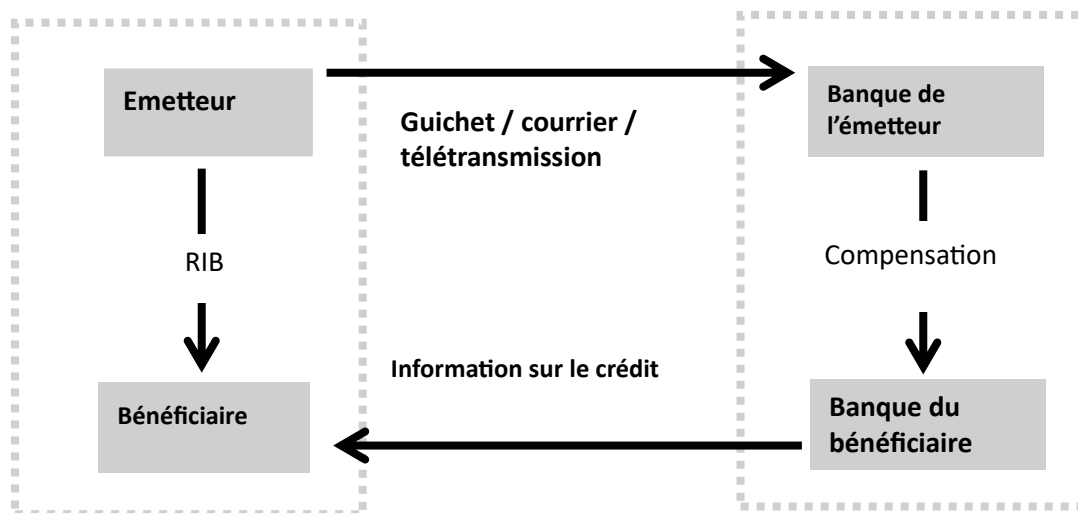 Emetteur
Banque de
l'émetteur
Guichet / courrier /
télétransmission
RIB
Compensation
Information sur le crédit
Bénéficiaire
Banque du
bénéficiaire